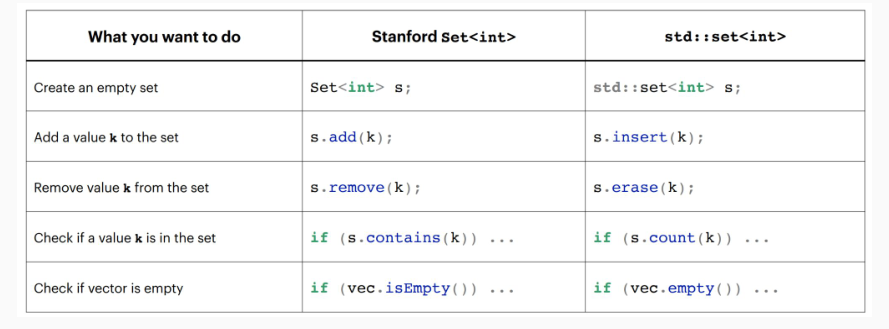 What you want to do Stanford Set<int> std::set<int>
Create an empty set Set<int> s; std::set<int> s;
Add a value k to the set s.add(k); s.insert(k);
Remove value k from the set s.remove(k); s.erase(k);
Check if a value k is in the set if (s.contains(k)) ... if (s.count(k)) ...
Check if vector is empty if (vec.isEmpty()) ... if (vec.empty()) ...